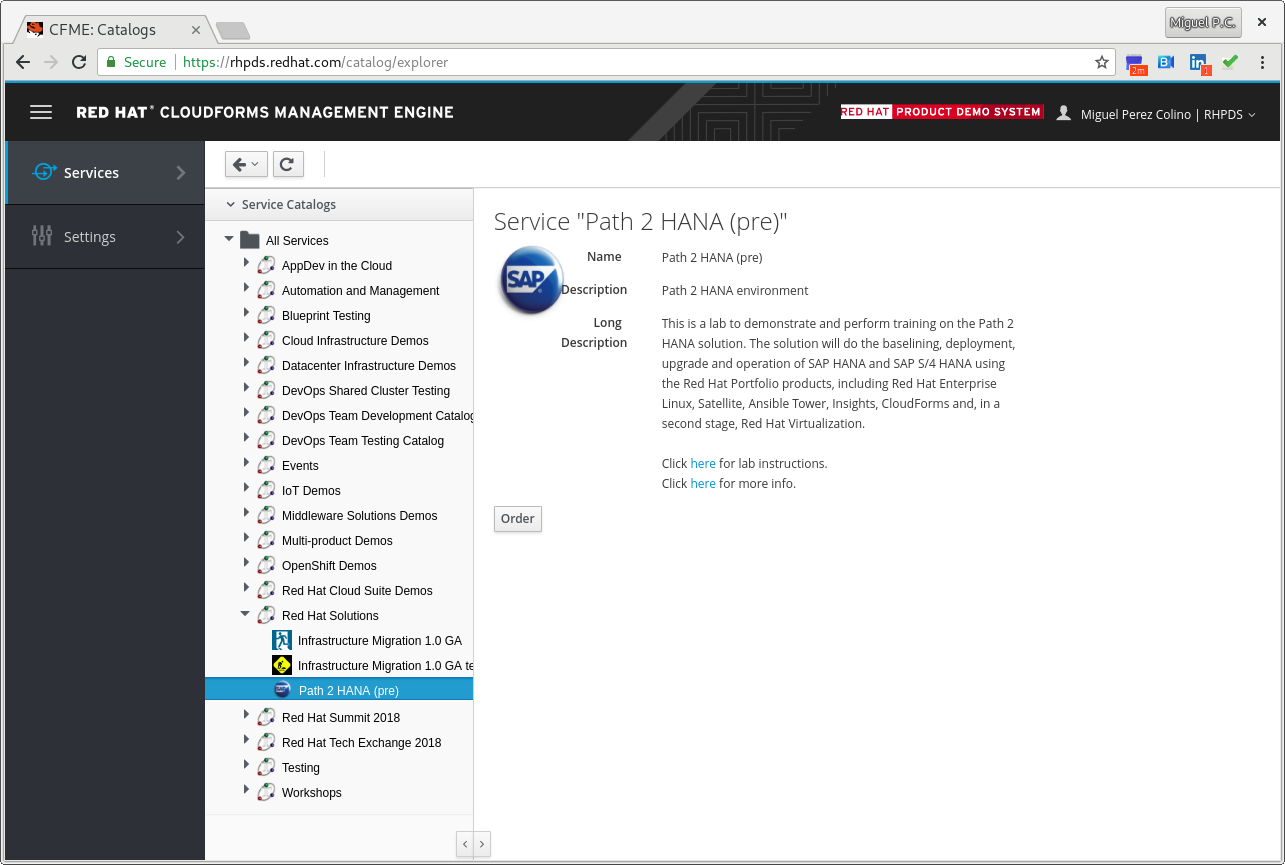 CFME: Catalogs
Miguel P.C.
Secure
https://rhpds.redhat.com/catalog/explorer
2m
B
in
1
RED HAT® CLOUDFORMS MANAGEMENT ENGINE
RED HAT PRODUCT DEMO SYSTEM
Miguel Perez Colino | RHPDS
Services
Settings
Service Catalogs
All Services
AppDev in the Cloud
Automation and Management
Blueprint Testing
Cloud Infrastructure Demos
Datacenter Infrastructure Demos
DevOps Shared Cluster Testing
DevOps Team Development Catalog
DevOps Team Testing Catalog
Events
IoT Demos
Middleware Solutions Demos
Multi-product Demos
OpenShift Demos
Red Hat Cloud Suite Demos
Red Hat Solutions
Infrastructure Migration 1.0 GA
Infrastructure Migration 1.0 GA te
Path 2 HANA (pre)
Red Hat Summit 2018
Red Hat Tech Exchange 2018
Testing
Workshops
Service "Path 2 HANA (pre)"
SAP
Name
Path 2 HANA (pre)
Description
Path 2 HANA environment
Long
Description
This is a lab to demonstrate and perform training on the Path 2
HANA solution. The solution will do the baselining, deployment,
upgrade and operation of SAP HANA and SAP S/4 HANA using
the Red Hat Portfolio products, including Red Hat Enterprise
Linux, Satellite, Ansible Tower, Insights, CloudForms and, in a
second stage, Red Hat Virtualization.
Click here for lab instructions.
Click here for more info.
Order